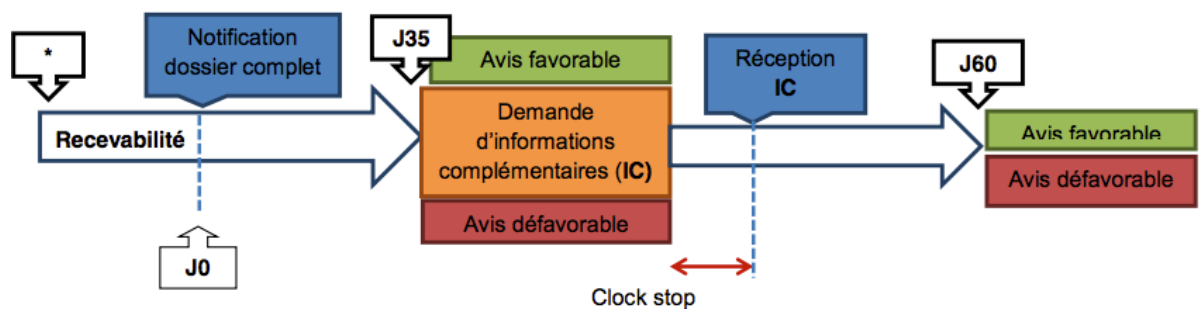 *
Notification
dossier complet
J35
Avis favorable
Réception
IC
J60
Recevabilité
Demande
d'informations
complémentaires (IC)
Avis favorable
Avis défavorable
Avis défavorable
J0
Clock stop